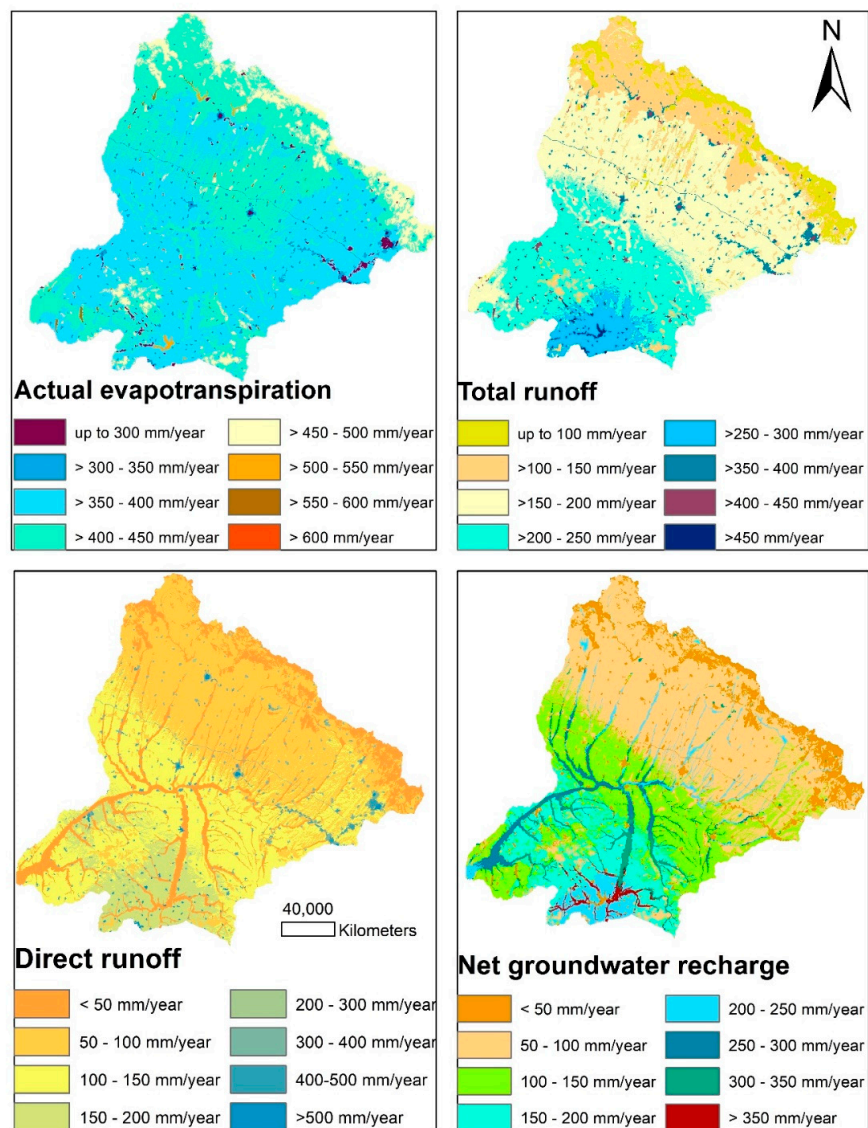 N
Actual evapotranspiration
up to 300 mm/year
> 300 - 350 mm/year
> 350 - 400 mm/year
> 400 - 450 mm/year
> 450 - 500 mm/year
> 500 - 550 mm/year
> 550 - 600 mm/year
> 600 mm/year
Total runoff
up to 100 mm/year
>100 - 150 mm/year
>150 - 200 mm/year
>200 - 250 mm/year
>250 - 300 mm/year
>350 - 400 mm/year
>400 - 450 mm/year
>450 mm/year
40,000
Kilometers
Direct runoff
< 50 mm/year
50 - 100 mm/year
100 - 150 mm/year
150 - 200 mm/year
200 - 300 mm/year
300 - 400 mm/year
400-500 mm/year
>500 mm/year
Net groundwater recharge
< 50 mm/year
50 - 100 mm/year
100 - 150 mm/year
150 - 200 mm/year
200 - 250 mm/year
250 - 300 mm/year
300 - 350 mm/year
> 350 mm/year